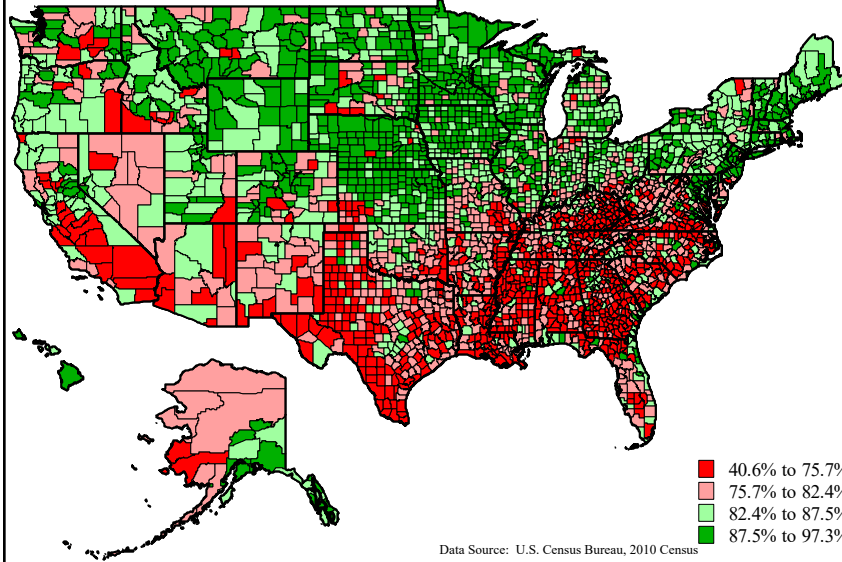 40.6% to 75.7%
75.7% to 82.4%
82.4% to 87.5%
87.5% to 97.3%
Data Source: U.S. Census Bureau, 2010 Census